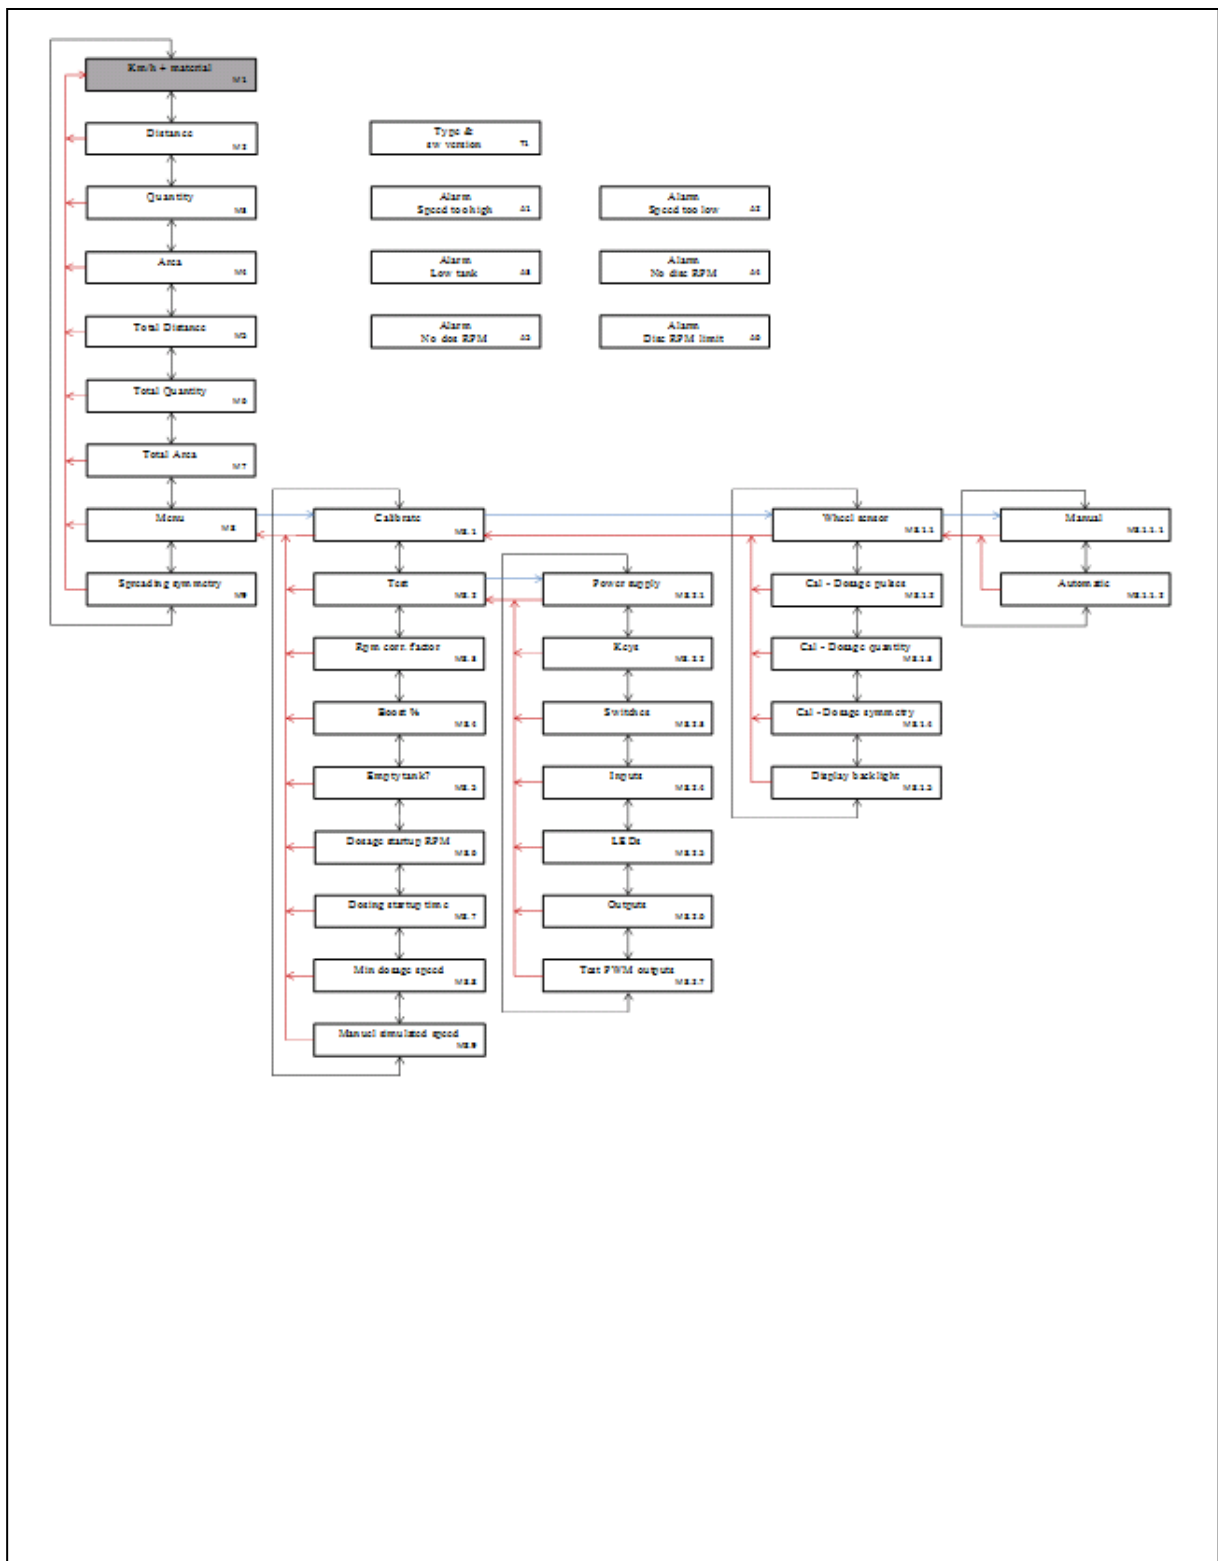 Km/h + material
M1
Distance
M2
Quantity
M3
Area
M4
Total Distance
M5
Total Quantity
M6
Total Area
M7
Menu
M8
Spreading symmetry
M9
Type &
sw version
T1
Alarm
Speed too high
A1
Alarm
Speed too low
A2
Alarm
Low tank
A3
Alarm
No disc RPM
A4
Alarm
No dos RPM
A5
Alarm
Disc RPM limit
A6
Calibrate
M8.1
Test
M8.2
Rpm corr. factor
M8.3
Boost %
M8.4
Empty tank?
M8.5
Dosage startup RPM
M8.6
Dosing startup time
M8.7
Min dosage speed
M8.8
Manuel simulated speed
M8.9
Power supply
M8.2.1
Keys
M8.2.2
Switches
M8.2.3
Inputs
M8.2.4
LEDs
M8.2.5
Outputs
M8.2.6
Test PWM outputs
M8.2.7
Wheel sensor
M8.1.1
Cal - Dosage pulses
M8.1.2
Cal - Dosage quantity
M8.1.3
Cal - Dosage symmetry
M8.1.4
Display backlight
M8.1.5
Manual
M8.1.1.1
Automatic
M8.1.1.2